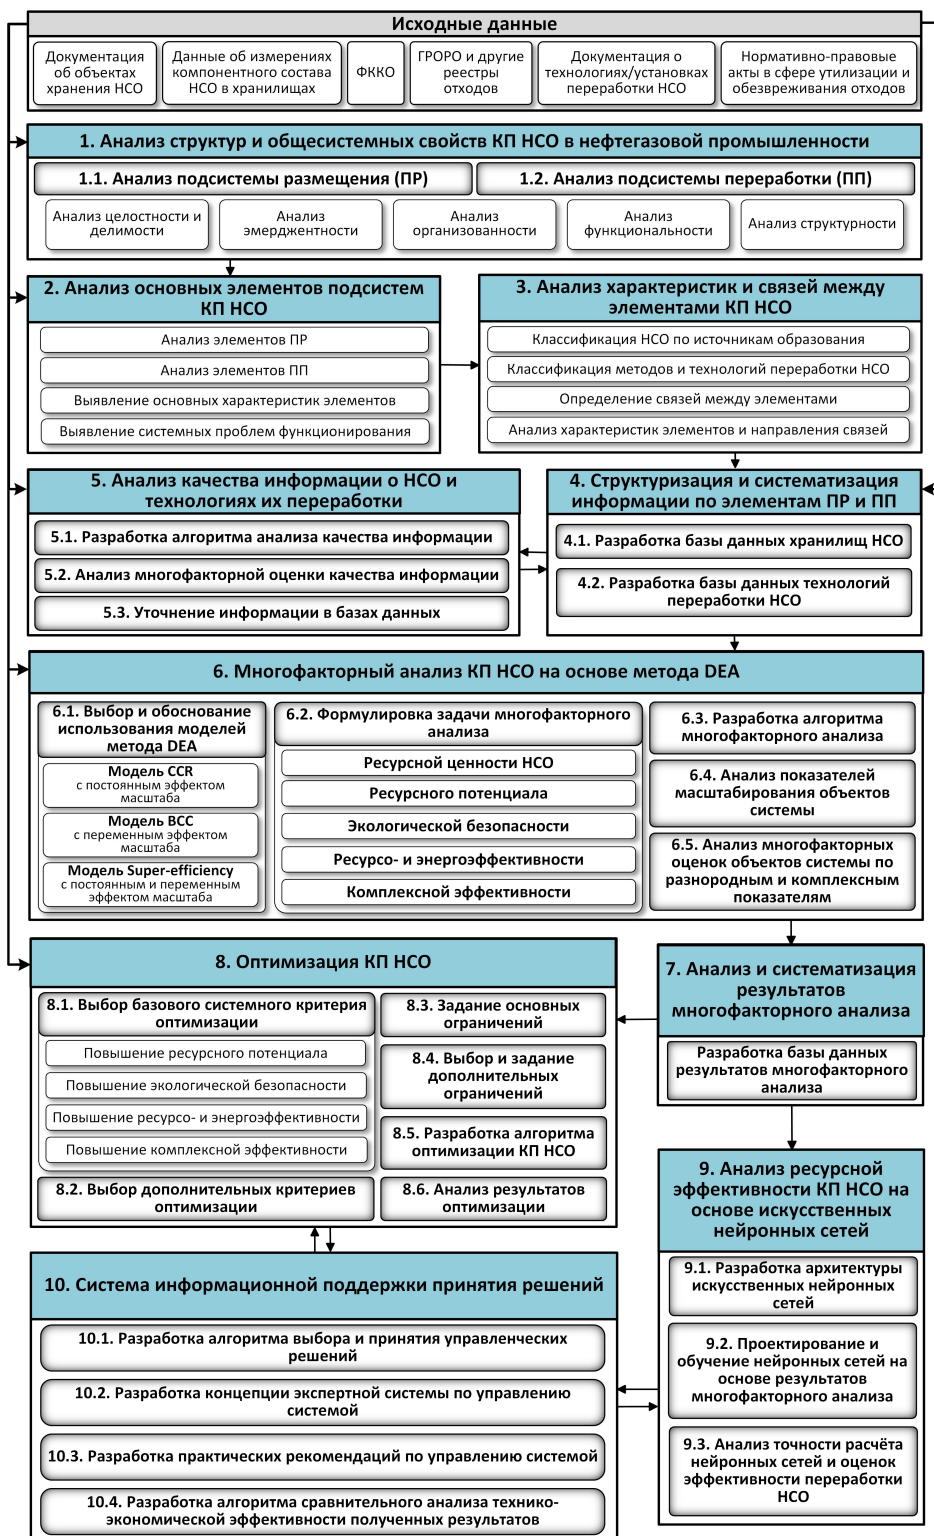 Исходные данные
Документация
об объектах
хранения НСО
Данные об измерениях
компонентного состава
НСО в хранилищах
ФККО
ГРОРО и другие
реестры
отходов
Документация о
технологиях/установках
переработки НСО
Нормативно-правовые
акты в сфере утилизации и
обезвреживания отходов
1. Анализ структур и общесистемных свойств КП НСО в нефтегазовой промышленности
1.1. Анализ подсистемы размещения (ПР)
1.2. Анализ подсистемы переработки (ПП)
Анализ целостности и
делимости
Анализ
эмерджентности
Анализ
организованности
Анализ
функциональности
Анализ структурности
2. Анализ основных элементов подсистем
КП НСО
Анализ элементов ПР
Анализ элементов ПП
Выявление основных характеристик элементов
Выявление системных проблем функционирования
3. Анализ характеристик и связей между
элементами КП НСО
Классификация НСО по источникам образования
Классификация методов и технологий переработки НСО
Определение связей между элементами
Анализ характеристик элементов и направления связей
5. Анализ качества информации о НСО и
технологиях их переработки
5.1. Разработка алгоритма анализа качества информации
5.2. Анализ многофакторной оценки качества информации
5.3. Уточнение информации в базах данных
4. Структуризация и систематизация
информации по элементам ПР и ПП
4.1. Разработка базы данных хранилищ НСО
4.2. Разработка базы данных технологий
переработки НСО
6. Многофакторный анализ КП НСО на основе метода DEA
6.1. Выбор и обоснование
использования моделей
метода DEA
Модель CCR
с постоянным эффектом
масштаба
Модель BCC
с переменным эффектом
масштаба
Модель Super-efficiency
с постоянным и переменным
эффектом масштаба
6.2. Формулировка задачи многофакторного
анализа
Ресурсной ценности НСО
Ресурсного потенциала
Экологической безопасности
Ресурсо- и энергоэффективности
Комплексной эффективности
6.3. Разработка алгоритма
многофакторного анализа
6.4. Анализ показателей
масштабирования объектов
системы
6.5. Анализ многофакторных
оценок объектов системы по
разнородным и комплексным
показателям
8. Оптимизация КП НСО
8.1. Выбор базового системного критерия
оптимизации
Повышение ресурсного потенциала
Повышение экологической безопасности
Повышение ресурсо- и энергоэффективности
Повышение комплексной эффективности
8.2. Выбор дополнительных критериев
оптимизации
8.3. Задание основных
ограничений
8.4. Выбор и задание
дополнительных
ограничений
8.5. Разработка алгоритма
оптимизации КП НСО
8.6. Анализ результатов
оптимизации
7. Анализ и систематизация
результатов
многофакторного анализа
Разработка базы данных
результатов многофакторного
анализа
9. Анализ ресурсной
эффективности КП НСО на
основе искусственных
нейронных сетей
9.1. Разработка архитектуры
искусственных нейронных
сетей
9.2. Проектирование и
обучение нейронных сетей на
основе результатов
многофакторного анализа
9.3. Анализ точности расчёта
нейронных сетей и оценок
эффективности переработки
НСО
10. Система информационной поддержки принятия решений
10.1. Разработка алгоритма выбора и принятия управленческих
решений
10.2. Разработка концепции экспертной системы по управлению
системой
10.3. Разработка практических рекомендаций по управлению системой
10.4. Разработка алгоритма сравнительного анализа технико-
экономической эффективности полученных результатов